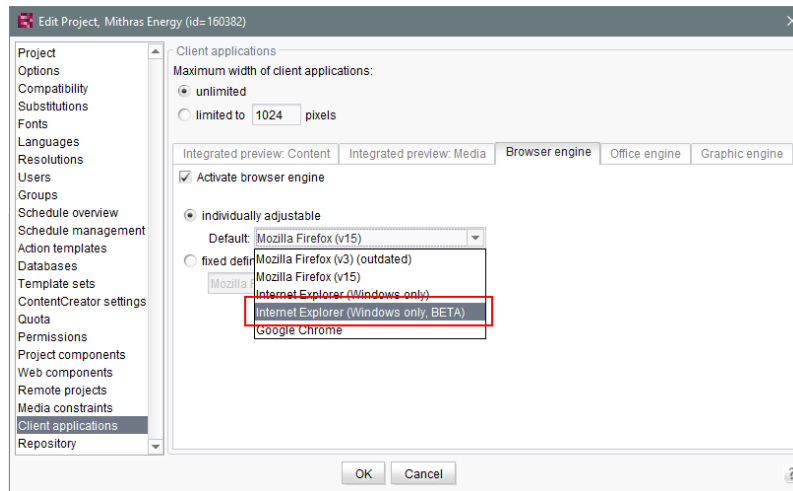 Edit Project, Mithras Energy (id=160382)
Project
Options
Compatibility
Substitutions
Fonts
Languages
Resolutions
Users
Groups
Schedule overview
Schedule management
Action templates
Databases
Template sets
ContentCreator settings
Quota
Permissions
Project components
Web components
Remote projects
Media constraints
Client applications
Repository
Client applications
Maximum width of client applications:
unlimited
limited to 1024 pixels
Integrated preview: Content Integrated preview: Media Browser engine Office engine Graphic engine
Activate browser engine
individually adjustable
Default: Mozilla Firefox (v15)
fixed defin
Mozilla F
Mozilla Firefox (v3) (outdated)
Mozilla Firefox (v15)
Internet Explorer (Windows only)
Internet Explorer (Windows only, BETA)
Google Chrome
OK Cancel
?